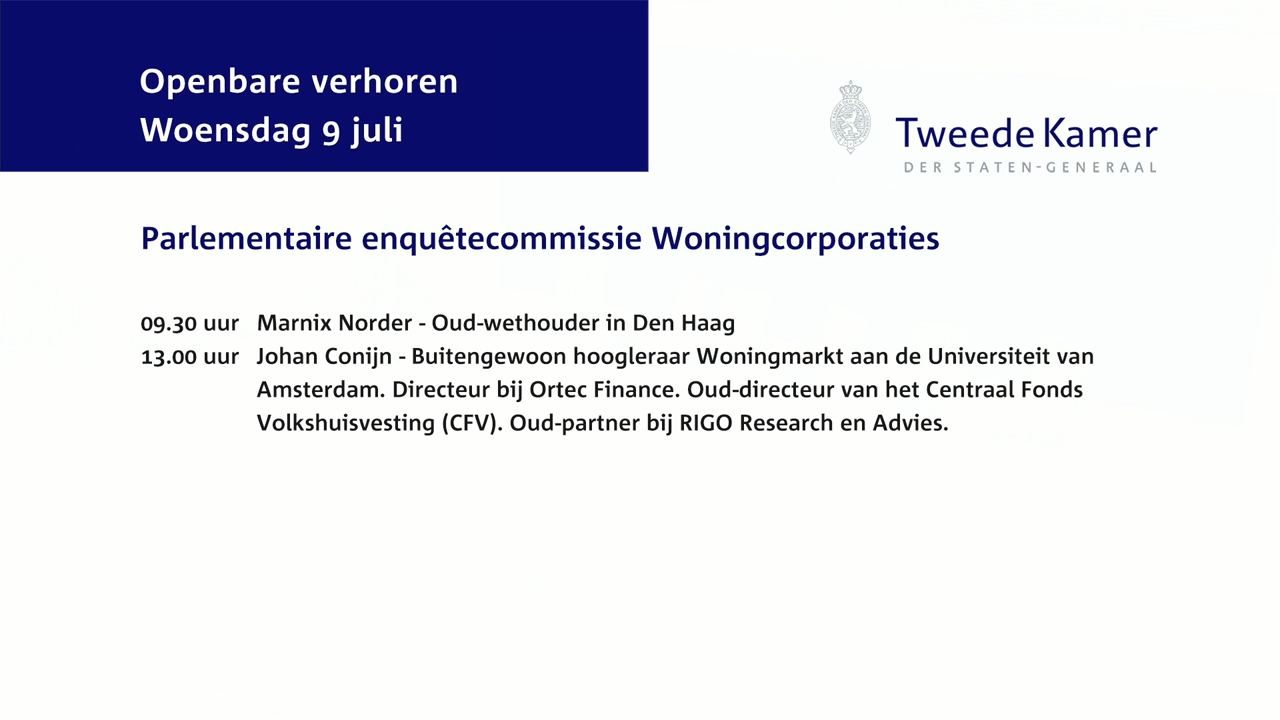 Openbare verhoren
Woensdag 9 juli
Tweede Kamer
DER STATEN-GENERAAL
Parlementaire enquêtecommissie Woningcorporaties
09.30 uur Marnix Norder - Oud-wethouder in Den Haag
13.00 uur Johan Conijn - Buitengewoon hoogleraar Woningmarkt aan de Universiteit van
Amsterdam. Directeur bij Ortec Finance. Oud-directeur van het Centraal Fonds
Volkshuisvesting (CFV). Oud-partner bij RIGO Research en Advies.